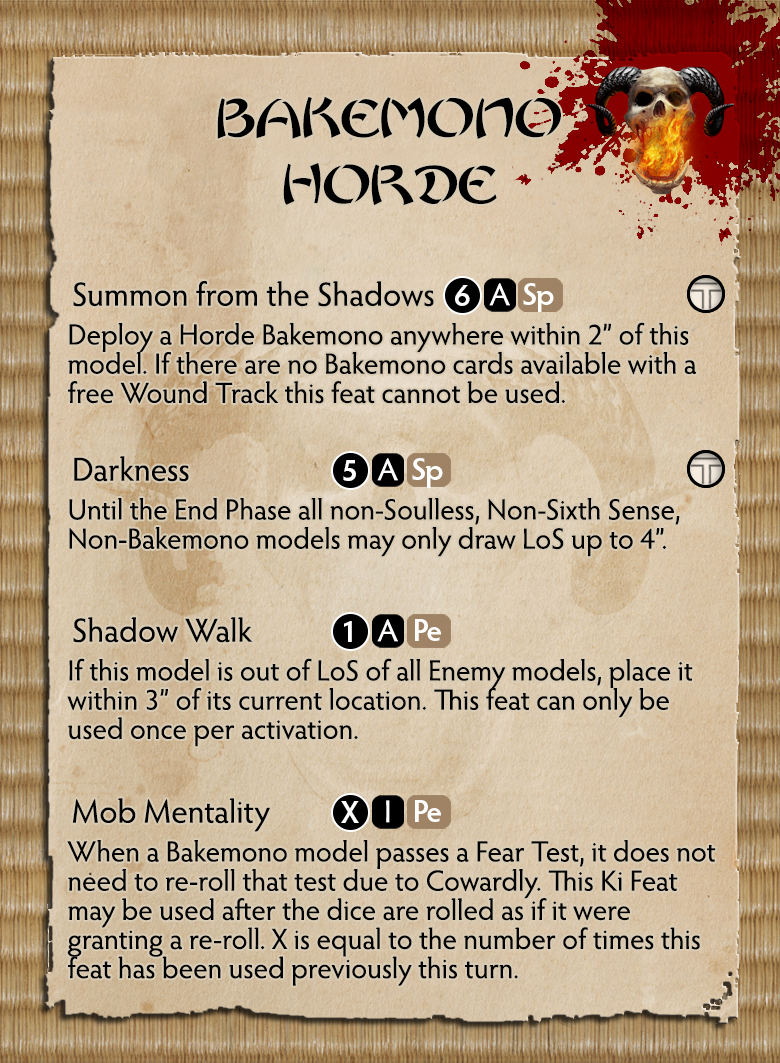 BAKEMONO
HORDE
Summon from the Shadows 6 A Sp T
Deploy a Horde Bakemono anywhere within 2” of this
model. If there are no Bakemono cards available with a
free Wound Track this feat cannot be used.
Darkness 5 A Sp T
Until the End Phase all non-Soulless, Non-Sixth Sense,
Non-Bakemono models may only draw LoS up to 4”.
Shadow Walk 1 A Pe
If this model is out of LoS of all Enemy models, place it
within 3” of its current location. This feat can only be
used once per activation.
Mob Mentality X I Pe
When a Bakemono model passes a Fear Test, it does not
need to re-roll that test due to Cowardly. This Ki Feat
may be used after the dice are rolled as if it were
granting a re-roll. X is equal to the number of times this
feat has been used previously this turn.